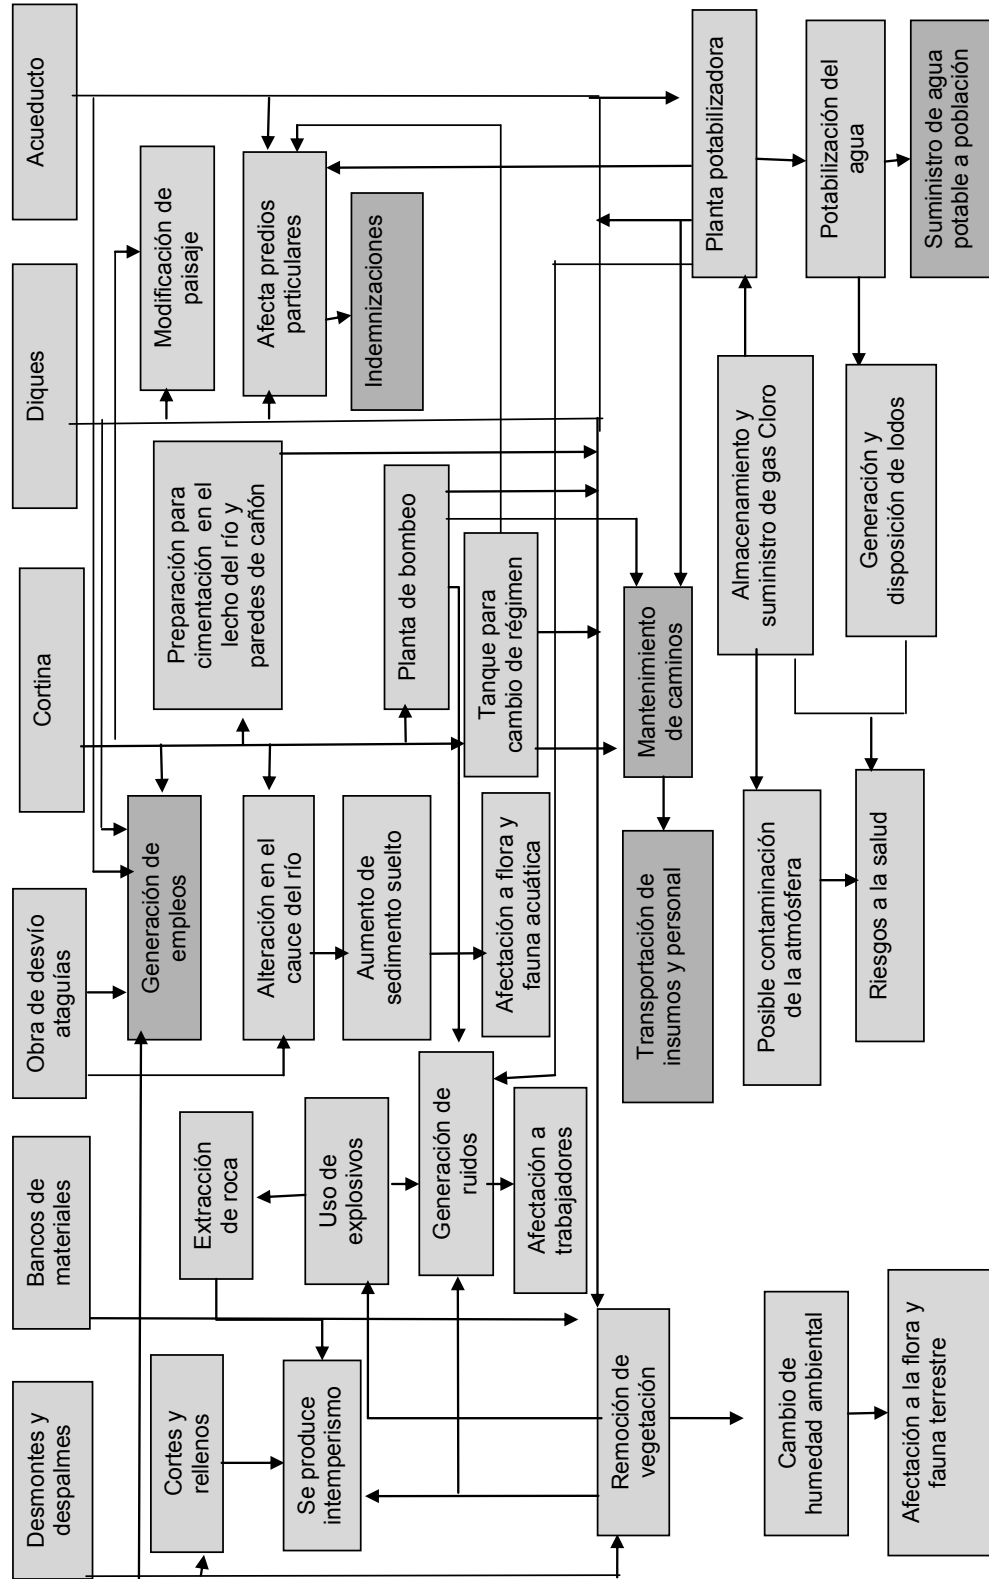 Desmontes y
despalmes
Bancos de
materiales
Obra de desvío
ataguías
Cortina
Diques
Acueducto
Cortes y
rellenos
Extracción
de roca
Generación de
empleos
Preparación para
cimentación en el
lecho del río y
paredes de cañón
Modificación de
paisaje
Se produce
intemperismo
Uso de
explosivos
Alteración en el
cauce del río
Afecta predios
particulares
Aumento de
sedimento suelto
Planta de bombeo
Indemnizaciones
Generación de
ruidos
Afectación a flora y
fauna acuática
Tanque para
cambio de régimen
Afectación a
trabajadores
Remoción de
vegetación
Transportación de
insumos y personal
Mantenimiento
de caminos
Planta potabilizadora
Cambio de
humedad ambiental
Posible contaminación
de la atmósfera
Almacenamiento y
suministro de gas Cloro
Potabilización del
agua
Afectación a la flora y
fauna terrestre
Riesgos a la salud
Generación y
disposición de lodos
Suministro de agua
potable a población